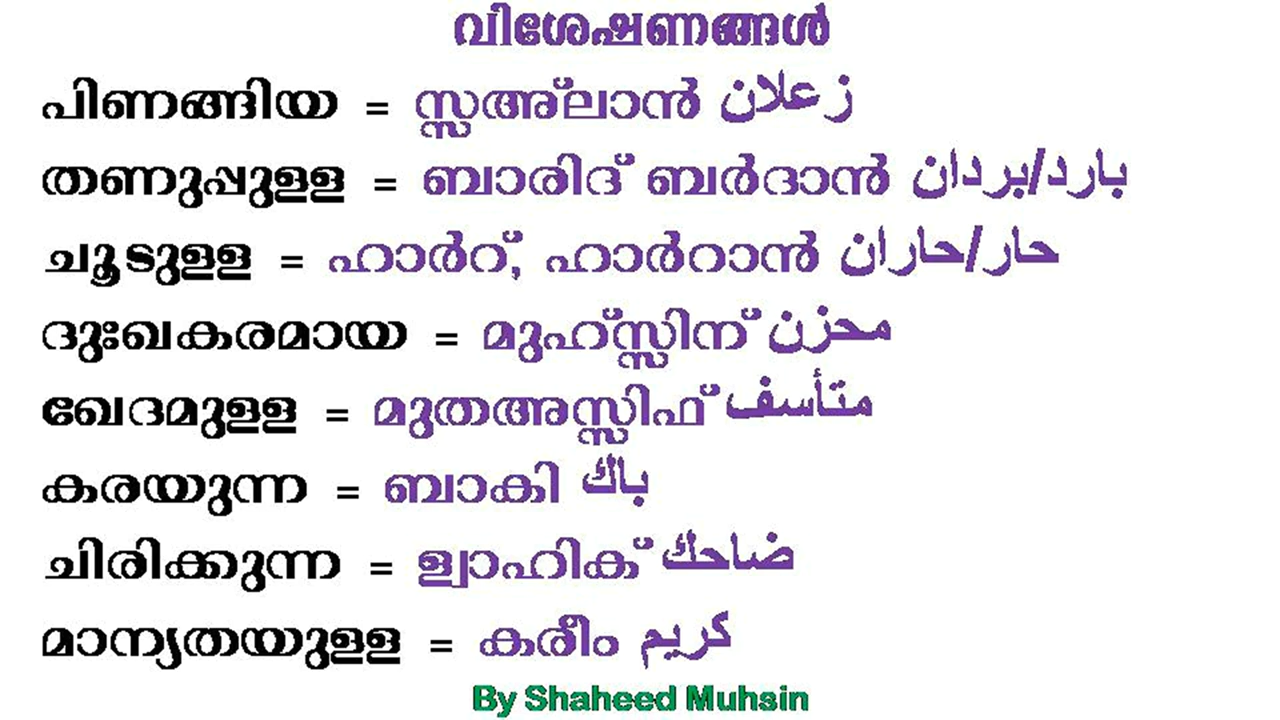 വിശേഷണങ്ങൾ
പിണങ്ങിയ = സ്സഅ്ലാൻ زعلان
തണുപ്പുള്ള = ബാരിദ് ബർദാൻ بارد/بردان
ചൂടുള്ള = ഹാർറ്, ഹാർറാൻ حار/حاران
ദുഃഖകരമായ = മുഹ്സ്സിന് محزن
ഖേദമുള്ള = മുതഅസ്സിഫ് متأسف
കരയുന്ന = ബാകി باك
ചിരിക്കുന്ന = ള്വാഹിക് ضاحك
മാന്യതയുള്ള = കരീം كريم
By Shaheed Muhsin